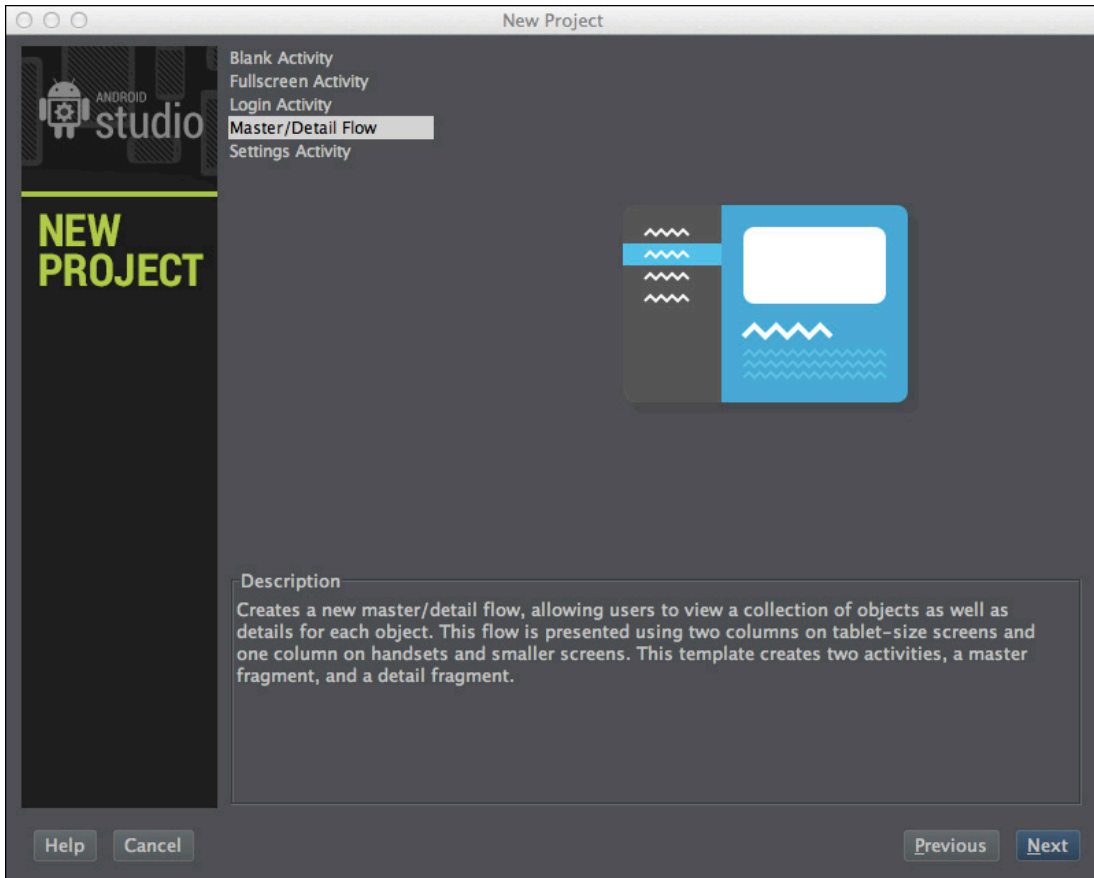 New Project
ANDROID
studio
NEW
PROJECT
Blank Activity
Fullscreen Activity
Login Activity
Master/Detail Flow
Settings Activity
Description
Creates a new master/detail flow, allowing users to view a collection of objects as well as
details for each object. This flow is presented using two columns on tablet-size screens and
one column on handsets and smaller screens. This template creates two activities, a master
fragment, and a detail fragment.
Help
Cancel
Previous
Next